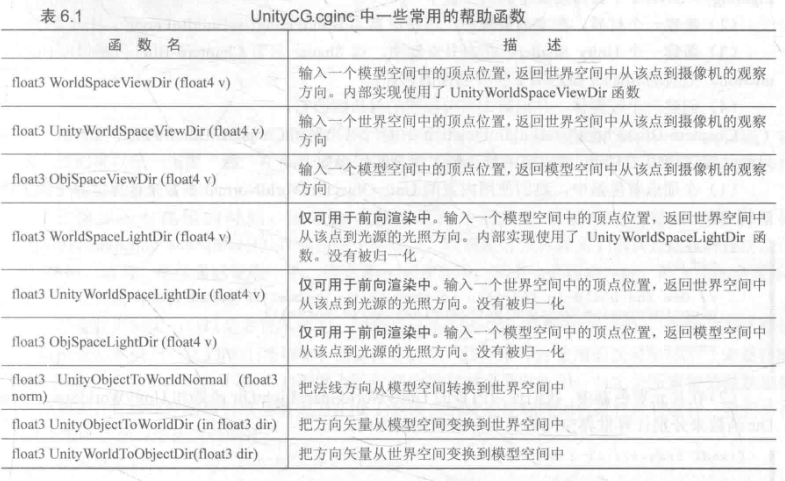 表 6.1 UnityCG.cginc 中一些常用的帮助函数
函 数 名 描 述
float3 WorldSpaceViewDir (float4 v) 输入一个模型空间中的顶点位置，返回世界空间中从该点到摄像机的观察
方向。内部实现使用了 UnityWorldSpaceViewDir 函数
float3 UnityWorldSpaceViewDir (float4 v) 输入一个世界空间中的顶点位置，返回世界空间中从该点到摄像机的观察
方向
float3 ObjSpaceViewDir (float4 v) 输入一个模型空间中的顶点位置，返回模型空间中从该点到摄像机的观察
方向
float3 WorldSpaceLightDir (float4 v) 仅可用于前向渲染中。输入一个模型空间中的顶点位置，返回世界空间中
从该点到光源的光照方向。内部实现使用了 UnityWorldSpaceLightDir 函
数。没有被归一化
float3 UnityWorldSpaceLightDir (float4 v) 仅可用于前向渲染中。输入一个世界空间中的顶点位置，返回世界空间中
从该点到光源的光照方向。没有被归一化
float3 ObjSpaceLightDir (float4 v) 仅可用于前向渲染中。输入一个模型空间中的顶点位置，返回模型空间中
从该点到光源的光照方向。没有被归一化
float3 UnityObjectToWorldNormal (float3
norm) 把法线方向从模型空间转换到世界空间中
float3 UnityObjectToWorldDir (in float3 dir) 把方向矢量从模型空间变换到世界空间中
float3 UnityWorldToObjectDir(float3 dir) 把方向矢量从世界空间变换到模型空间中